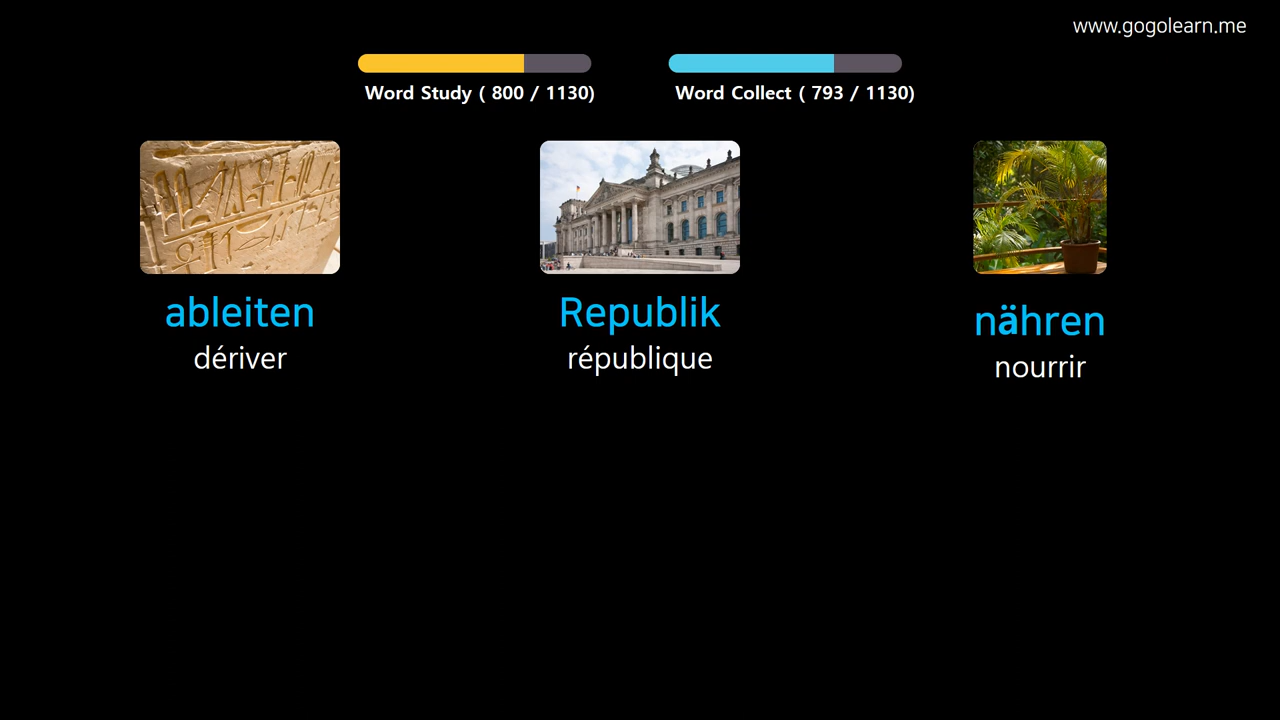 www.gogolearn.me
Word Study ( 800 / 1130)
Word Collect ( 793 / 1130)
ableiten
dériver
Republik
république
nähren
nourrir